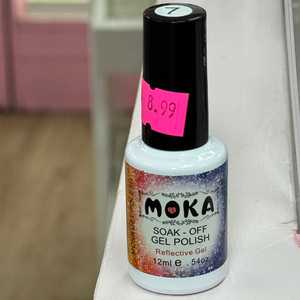 7
8.99
MOKA
SOAK - OFF
GEL POLISH
Reflective Gel
12ml e .54oz